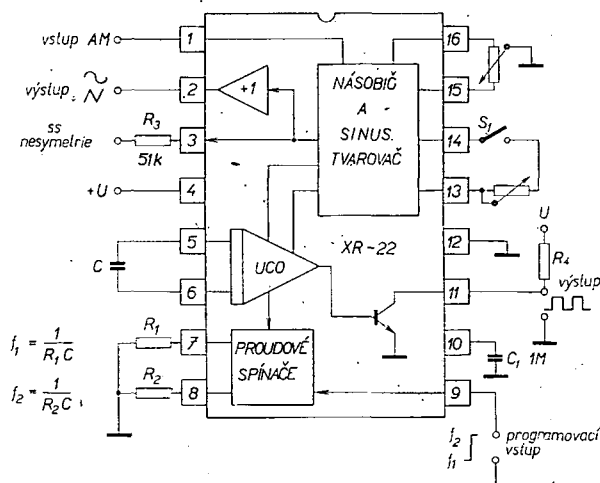 vstup AM
1
16
výstup
2
+1
15
NÁSOBIČ
A
SINUS.
TVAROVAČ
ss
nesymetrie
R3
51k
3
14
S1
+U
4
13
5
XR-22
12
U
C
UCO
R4
6
11
výstup
f1 = 1/R1C
R1
7
PROUDOVÉ
SPÍNAČE
10
C1
1M
f2 = 1/R2C
R2
8
9
f2
f1
programovací
vstup